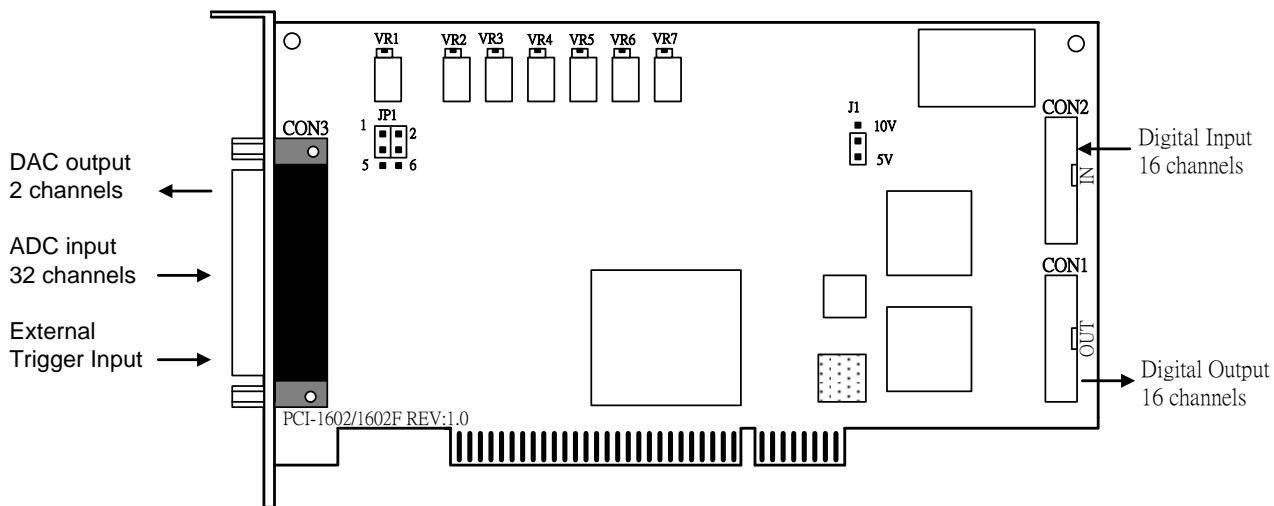 VR1 VR2 VR3 VR4 VR5 VR6 VR7
JP1
1 2
5 6
J1
10V
5V
CON3
CON2
IN
CON1
OUT
DAC output
2 channels
ADC input
32 channels
External
Trigger Input
Digital Input
16 channels
Digital Output
16 channels
PCI-1602/1602F REV:1.0